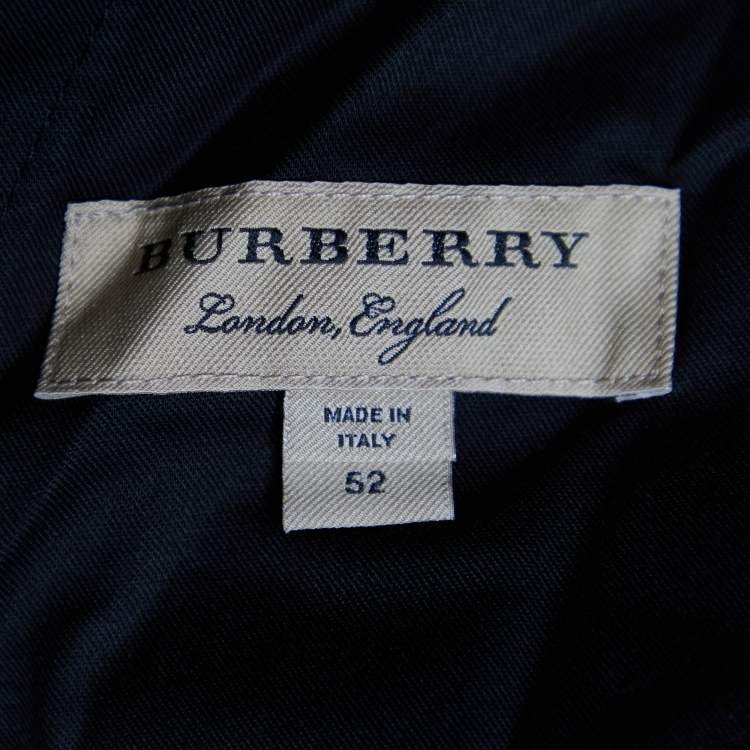 BURBERRY
London, England
MADE IN
ITALY
52